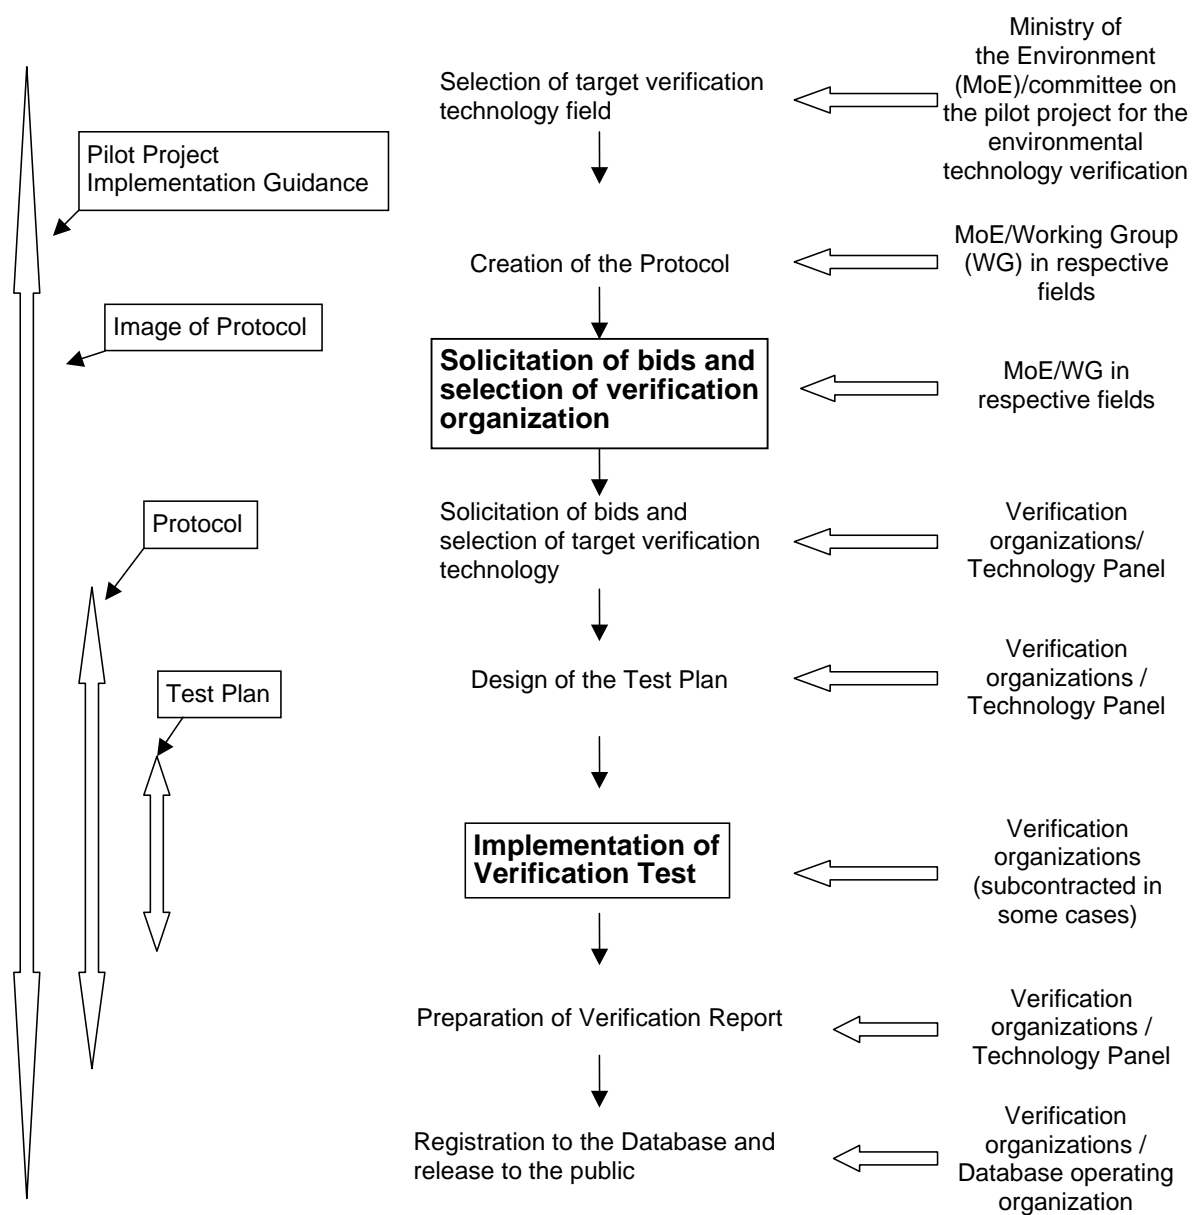 Ministry of
the Environment
(MoE)/committee on
the pilot project for the
environmental
technology verification
Selection of target verification
technology field
Pilot Project
Implementation Guidance
MoE/Working Group
(WG) in respective
fields
Creation of the Protocol
Image of Protocol
Solicitation of bids and
selection of verification
organization
MoE/WG in
respective fields
Protocol
Solicitation of bids and
selection of target verification
technology
Verification
organizations/
Technology Panel
Test Plan
Design of the Test Plan
Verification
organizations /
Technology Panel
Implementation of
Verification Test
Verification
organizations
(subcontracted in
some cases)
Preparation of Verification Report
Verification
organizations /
Technology Panel
Registration to the Database and
release to the public
Verification
organizations /
Database operating
organization